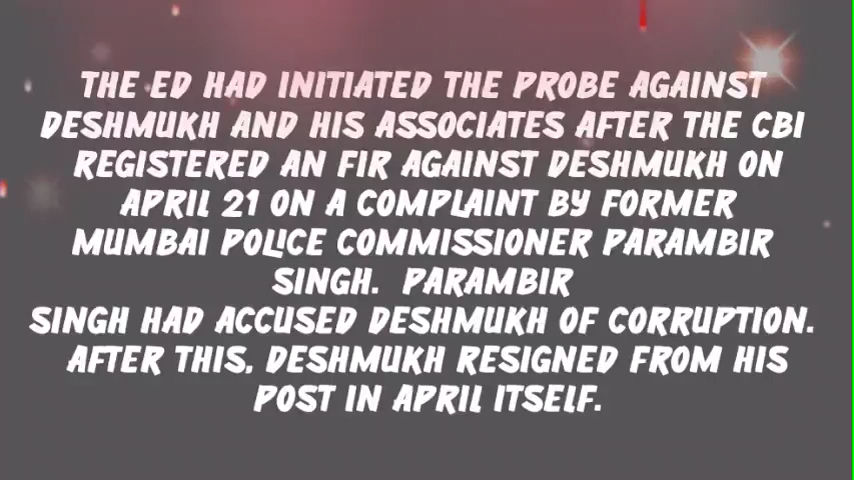 THE ED HAD INITIATED THE PROBE AGAINST
DESHMUKH AND HIS ASSOCIATES AFTER THE CBI
REGISTERED AN FIR AGAINST DESHMUKH ON
APRIL 21 ON A COMPLAINT BY FORMER
MUMBAI POLICE COMMISSIONER PARAMBIR
SINGH. PARAMBIR
SINGH HAD ACCUSED DESHMUKH OF CORRUPTION.
AFTER THIS, DESHMUKH RESIGNED FROM HIS
POST IN APRIL ITSELF.